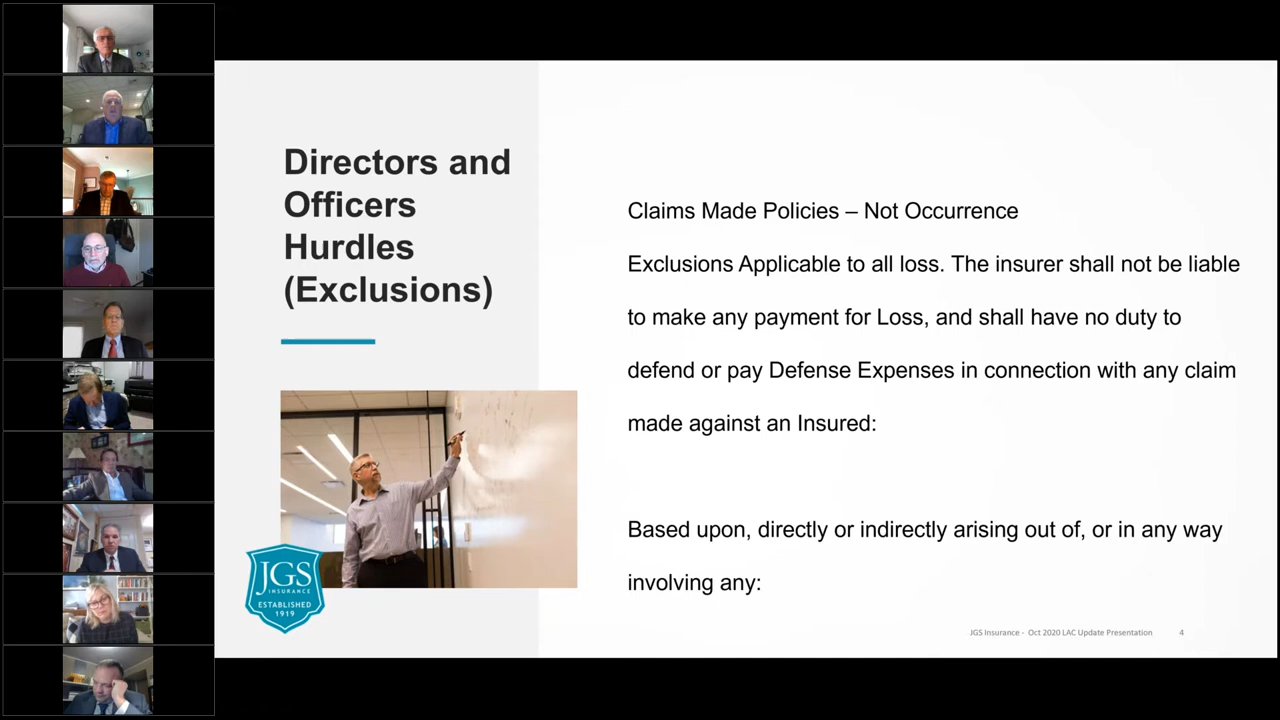 Directors and
Officers
Hurdles
(Exclusions)
Claims Made Policies – Not Occurrence
Exclusions Applicable to all loss. The insurer shall not be liable
to make any payment for Loss, and shall have no duty to
defend or pay Defense Expenses in connection with any claim
made against an Insured:
Based upon, directly or indirectly arising out of, or in any way
involving any:
JGS
INSURANCE
ESTABLISHED
1919
JGS Insurance - Oct 2020 LAC Update Presentation 4